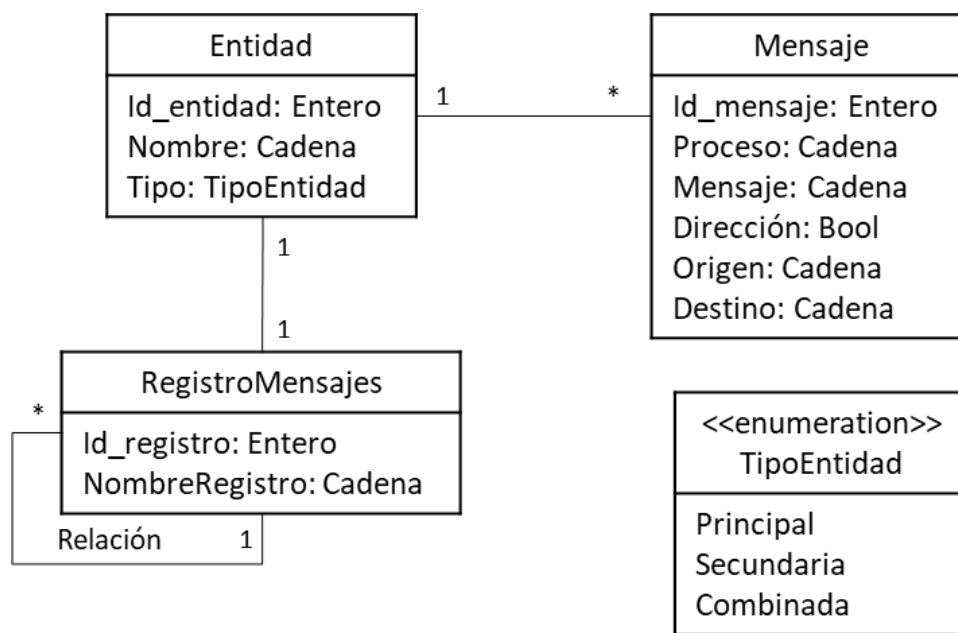 Entidad
Id_entidad: Entero
Nombre: Cadena
Tipo: TipoEntidad
1
*
Mensaje
Id_mensaje: Entero
Proceso: Cadena
Mensaje: Cadena
Dirección: Bool
Origen: Cadena
Destino: Cadena
1
1
RegistroMensajes
Id_registro: Entero
NombreRegistro: Cadena
*
Relación
1
<<enumeration>>
TipoEntidad
Principal
Secundaria
Combinada